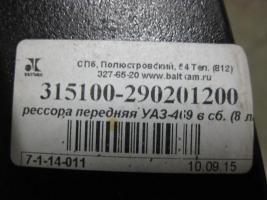 СПб, Полюстровский, 54 Тел. (812)
327-65-20 www.baltkam.ru
315100-290201200
рессора передняя УАЗ-469 в сб. (8 л
7-1-14-011
10.09.15